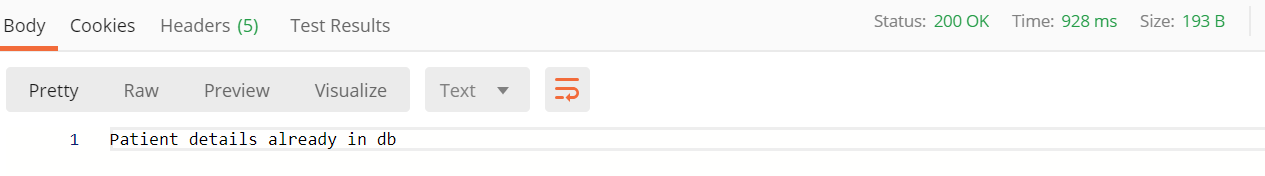 Body Cookies Headers (5) Test Results Status: 200 OK Time: 928 ms Size: 193 B
Pretty Raw Preview Visualize Text
1 Patient details already in db